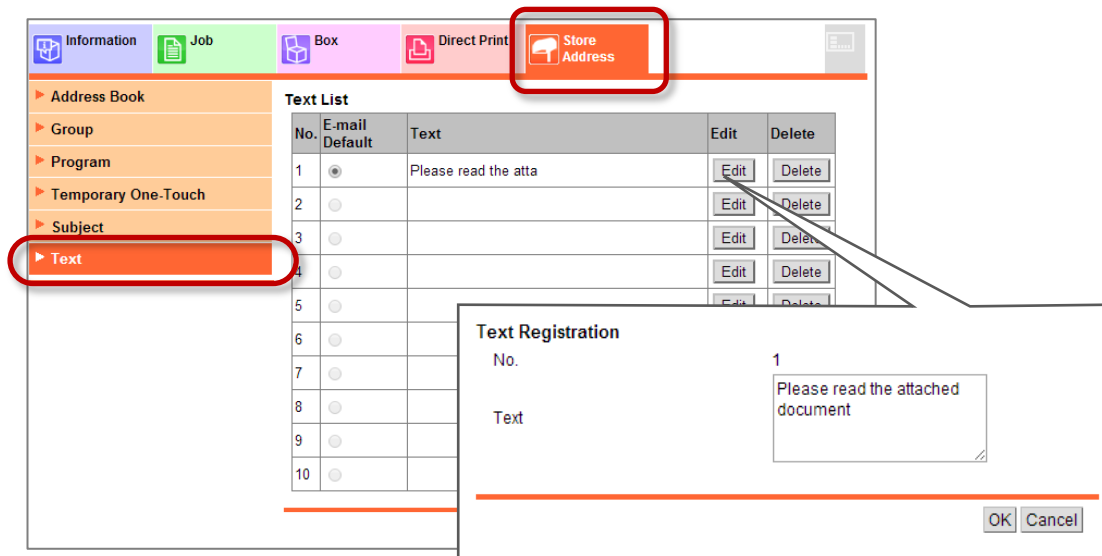 Information Job Box Direct Print Store
Address
Address Book
Group
Program
Temporary One-Touch
Subject
Text
Text List
No. E-mail Default Text Edit Delete
1 Please read the atta Edit Delete
2 Edit Delete
3 Edit Delete
4 Edit Delete
5 Edit Delete
6
7
8
9
10
Text Registration
No. 1
Text Please read the attached
document
OK Cancel